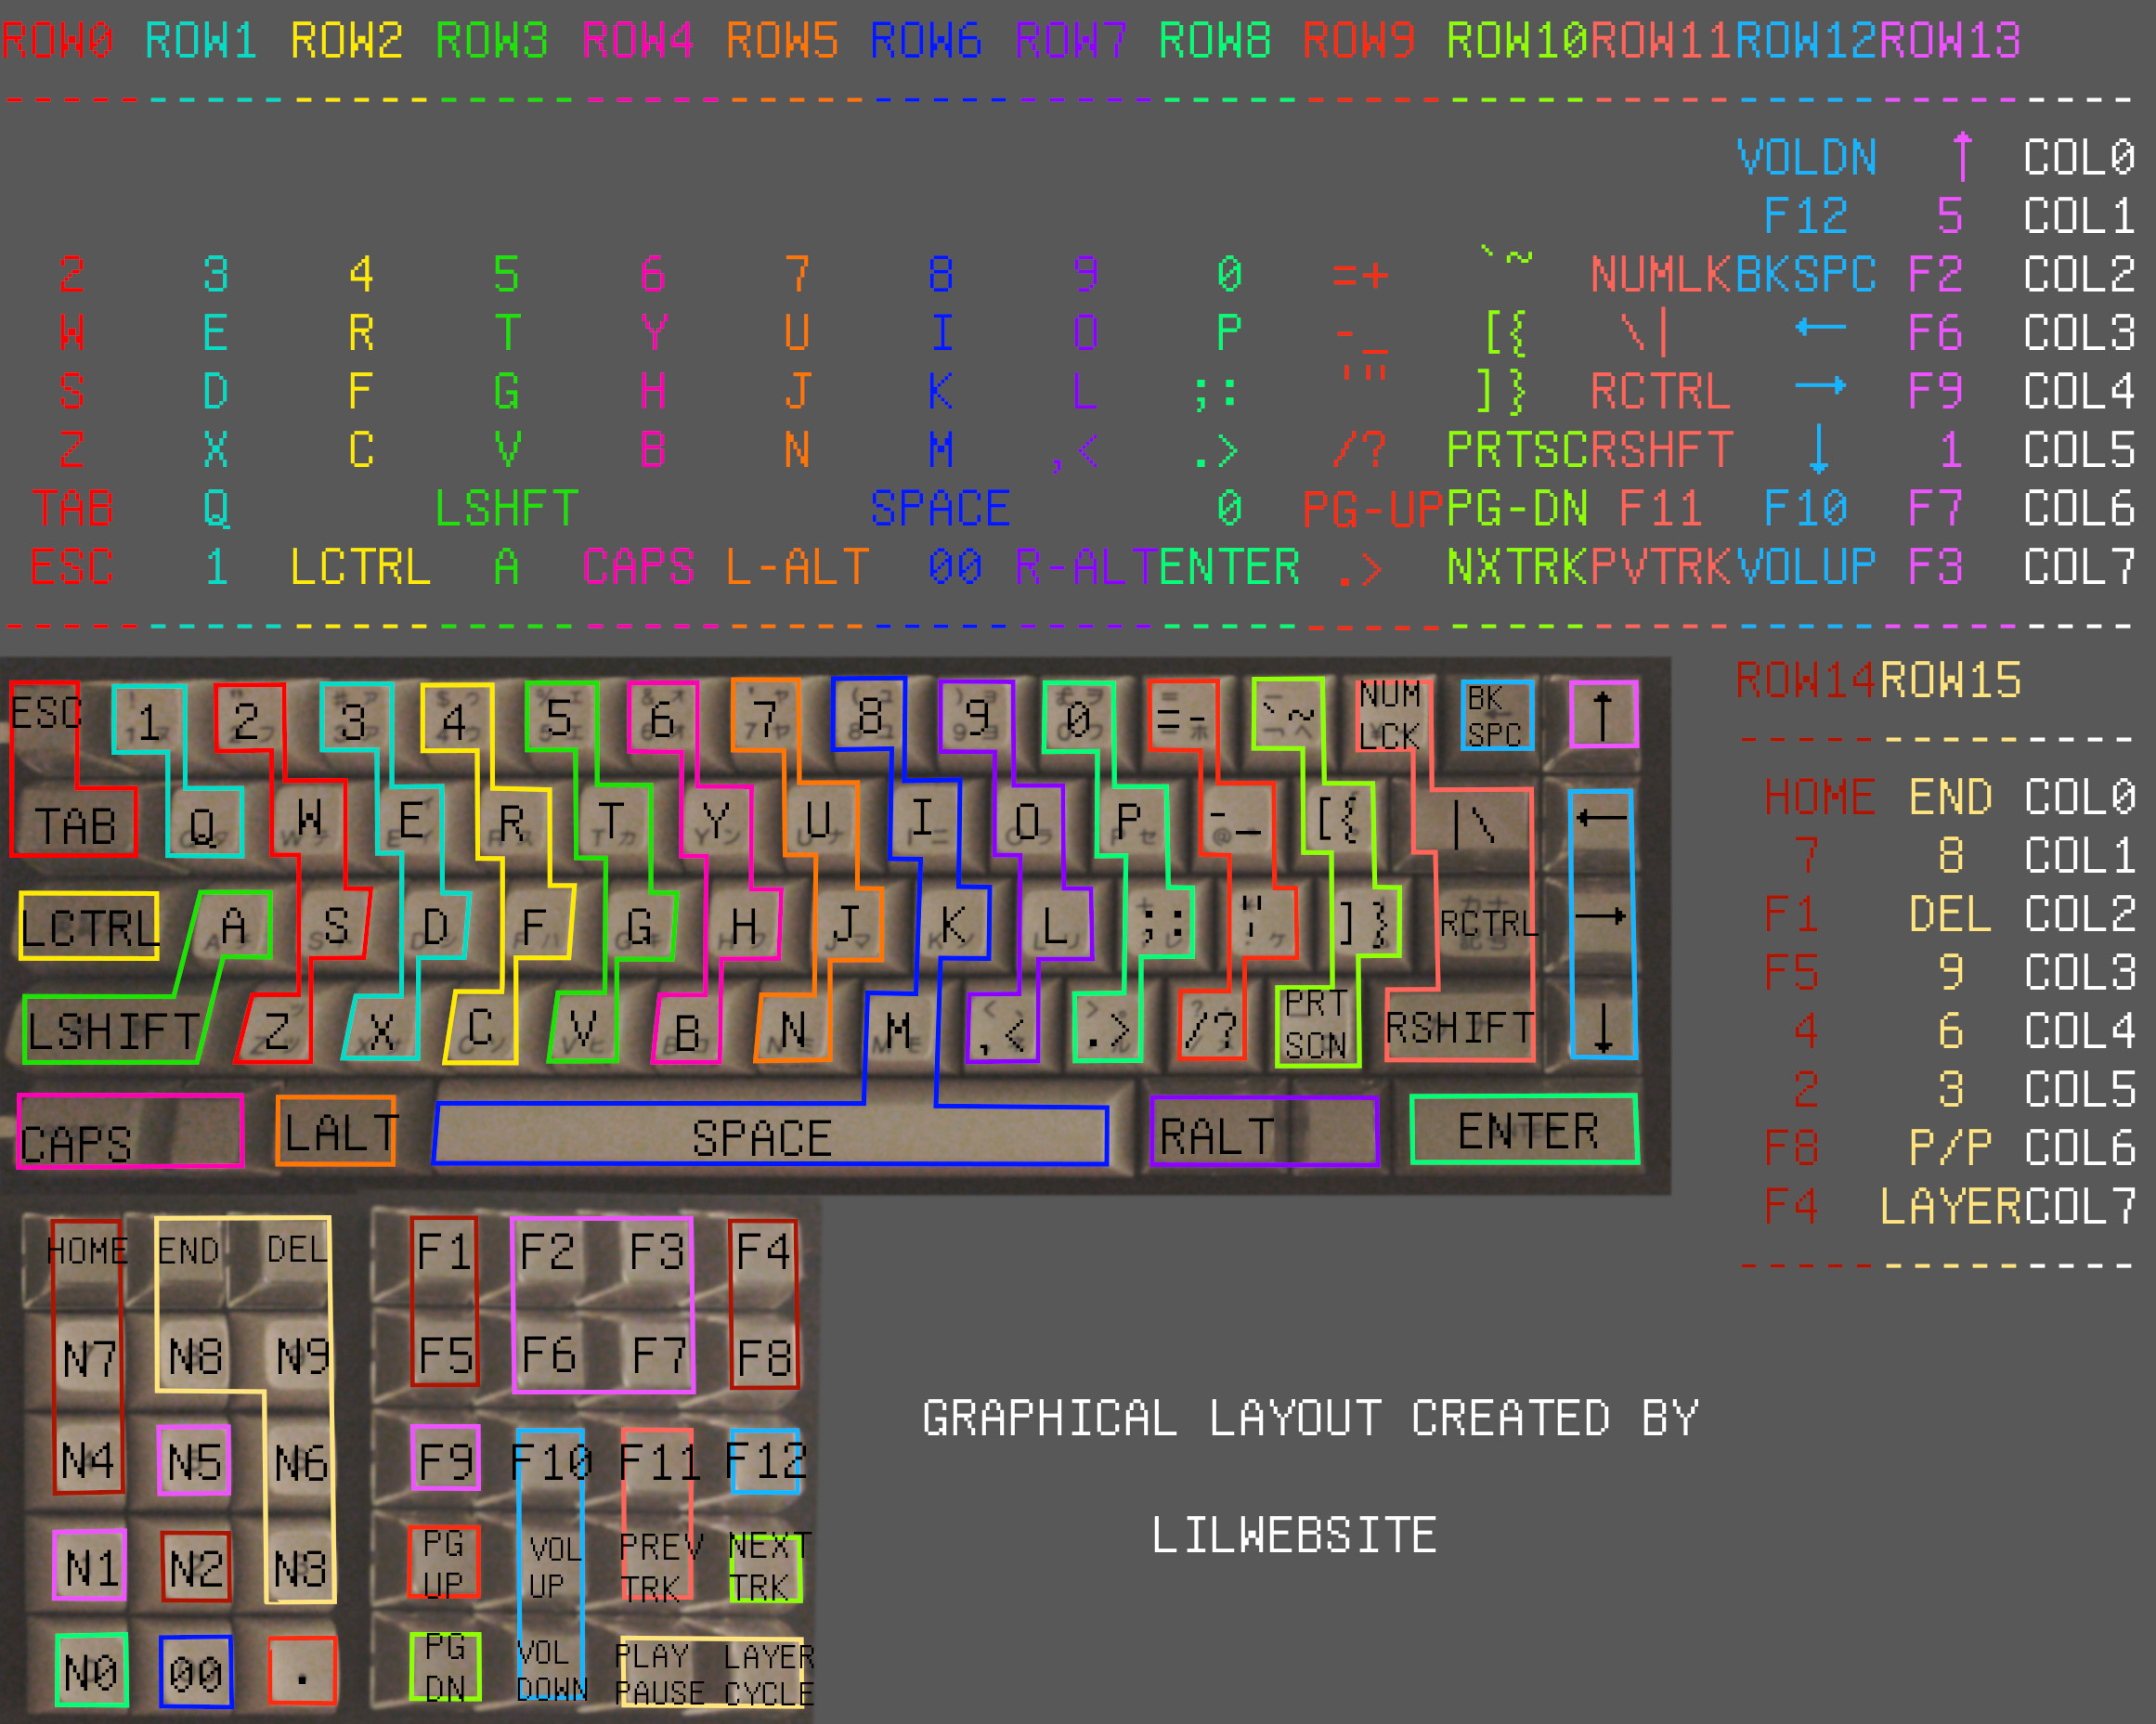 ROW0 ROW1 ROW2 ROW3 ROW4 ROW5 ROW6 ROW7 ROW8 ROW9 ROW10 ROW11 ROW12 ROW13
VOLDN ↑ COL0
F12 5 COL1
2 3 4 5 6 7 8 9 0 =+ `~ NUMLK BKSPC F2 COL2
W E R T Y U I O P -_ [{ \| ← F6 COL3
S D F G H J K L ;: '" ]} RCTRL → F9 COL4
Z X C V B N M ,< .> /? PRTSC RSHFT ↓ 1 COL5
TAB Q LSHFT SPACE 0 PG-UP PG-DN F11 F10 F7 COL6
ESC 1 LCTRL A CAPS L-ALT 00 R-ALT ENTER .> NXTRK PVTRK VOLUP F3 COL7
ROW14 ROW15
HOME END COL0
7 8 COL1
F1 DEL COL2
F5 9 COL3
4 6 COL4
2 3 COL5
F8 P/P COL6
F4 LAYER COL7
ESC 1 2 3 4 5 6 7 8 9 0 =- `~ NUM LCK BK SPC ↑
TAB Q W E R T Y U I O P -_ [{ |\ ←
LCTRL A S D F G H J K L ;: '" ]} RCTRL →
LSHIFT Z X C V B N M ,< .> /? PRT SCN RSHIFT ↓
CAPS LALT SPACE RALT ENTER
HOME END DEL F1 F2 F3 F4
N7 N8 N9 F5 F6 F7 F8
N4 N5 N6 F9 F10 F11 F12
N1 N2 N3 PG UP VOL UP PREV TRK NEXT TRK
N0 00 . PG DN VOL DOWN PLAY PAUSE LAYER CYCLE
GRAPHICAL LAYOUT CREATED BY
LILWEBSITE